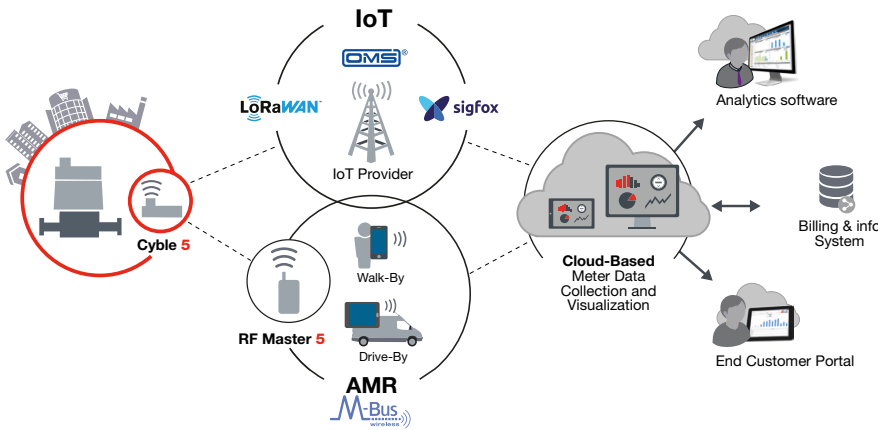 IoT
OMS®
LoRaWAN™
sigfox
IoT Provider
Cyble 5
RF Master 5
Walk-By
Drive-By
AMR
M-Bus
wireless
Cloud-Based
Meter Data
Collection and
Visualization
Analytics software
Billing & info
System
End Customer Portal